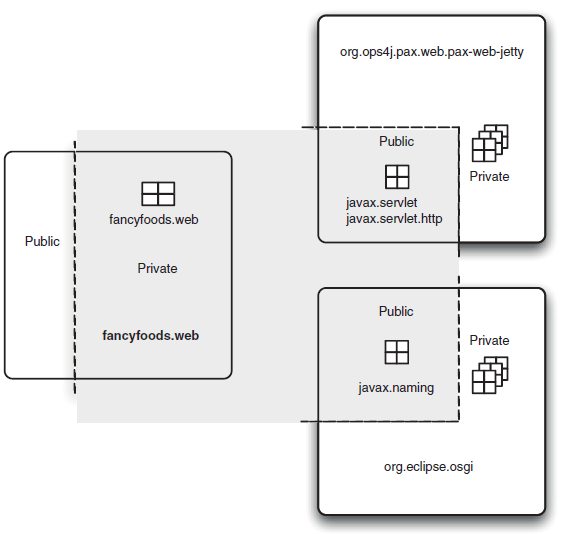 Public
fancyfoods.web
Private
fancyfoods.web
org.ops4j.pax.web.pax-web-jetty
Public
javax.servlet
javax.servlet.http
Private
Public
javax.naming
Private
org.eclipse.osgi